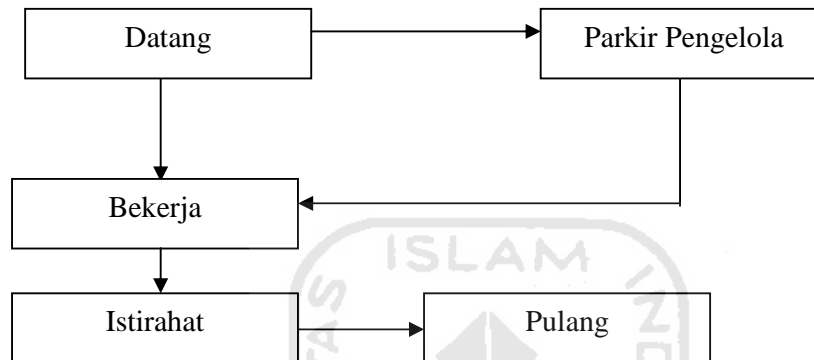 Datang
Parkir Pengelola
Bekerja
ISLAM
Istirahat
Pulang